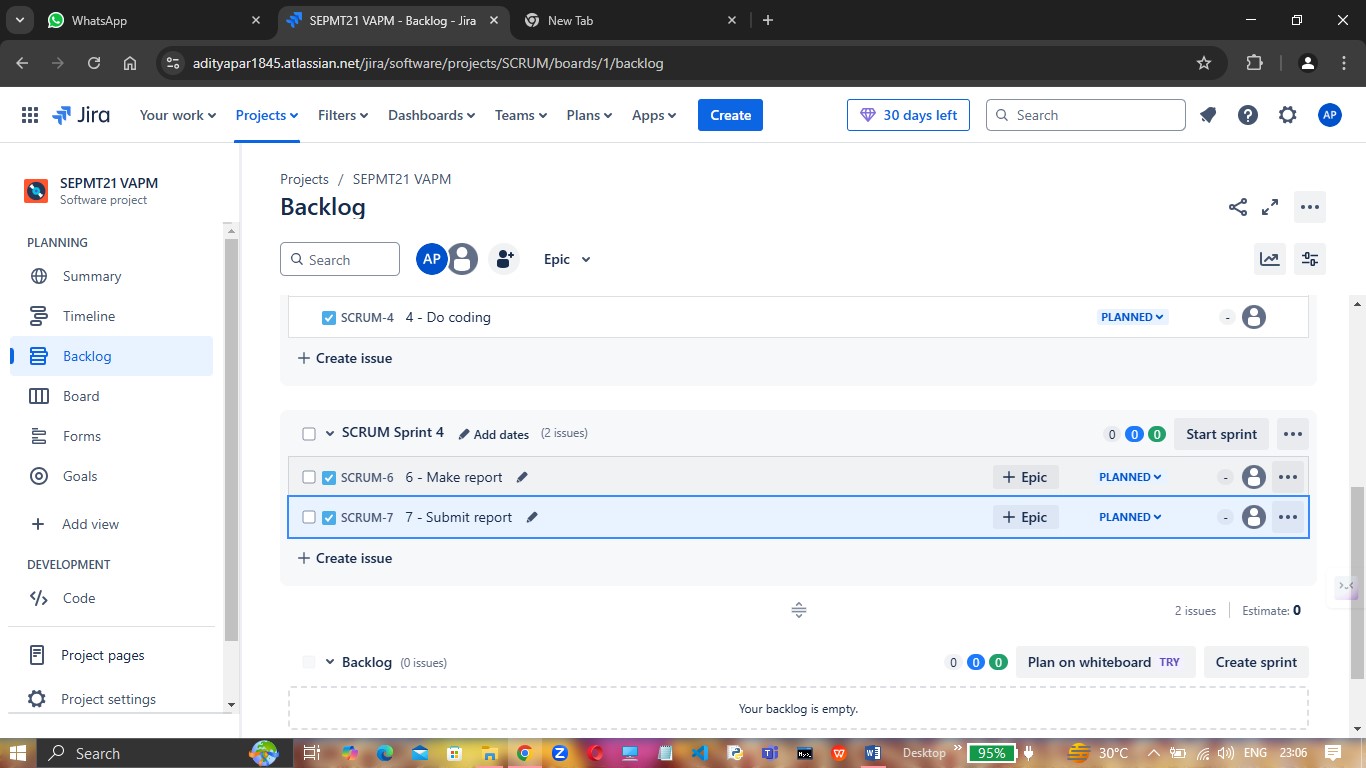 WhatsApp
SEPMT21 VAPM - Backlog - Jira
New Tab
adityapar1845.atlassian.net/jira/software/projects/SCRUM/boards/1/backlog
Jira
Your work
Projects
Filters
Dashboards
Teams
Plans
Apps
Create
30 days left
Search
AP
SEPMT21 VAPM
Software project
PLANNING
Summary
Timeline
Backlog
Board
Forms
Goals
Add view
DEVELOPMENT
Code
Project pages
Project settings
Projects / SEPMT21 VAPM
Backlog
Search
AP
Epic
SCRUM-4 4 - Do coding PLANNED -
+ Create issue
SCRUM Sprint 4 Add dates (2 issues) 0 0 0 Start sprint
SCRUM-6 6 - Make report + Epic PLANNED -
SCRUM-7 7 - Submit report + Epic PLANNED -
+ Create issue
2 issues Estimate: 0
Backlog (0 issues) 0 0 0 Plan on whiteboard TRY Create sprint
Your backlog is empty.
Search
Desktop
95%
30°C
ENG
23:06